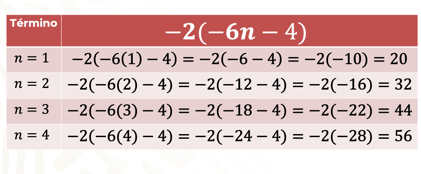 Término −2(−6n − 4)
n = 1 −2(−6(1) − 4) = −2(−6 − 4) = −2(−10) = 20
n = 2 −2(−6(2) − 4) = −2(−12 − 4) = −2(−16) = 32
n = 3 −2(−6(3) − 4) = −2(−18 − 4) = −2(−22) = 44
n = 4 −2(−6(4) − 4) = −2(−24 − 4) = −2(−28) = 56